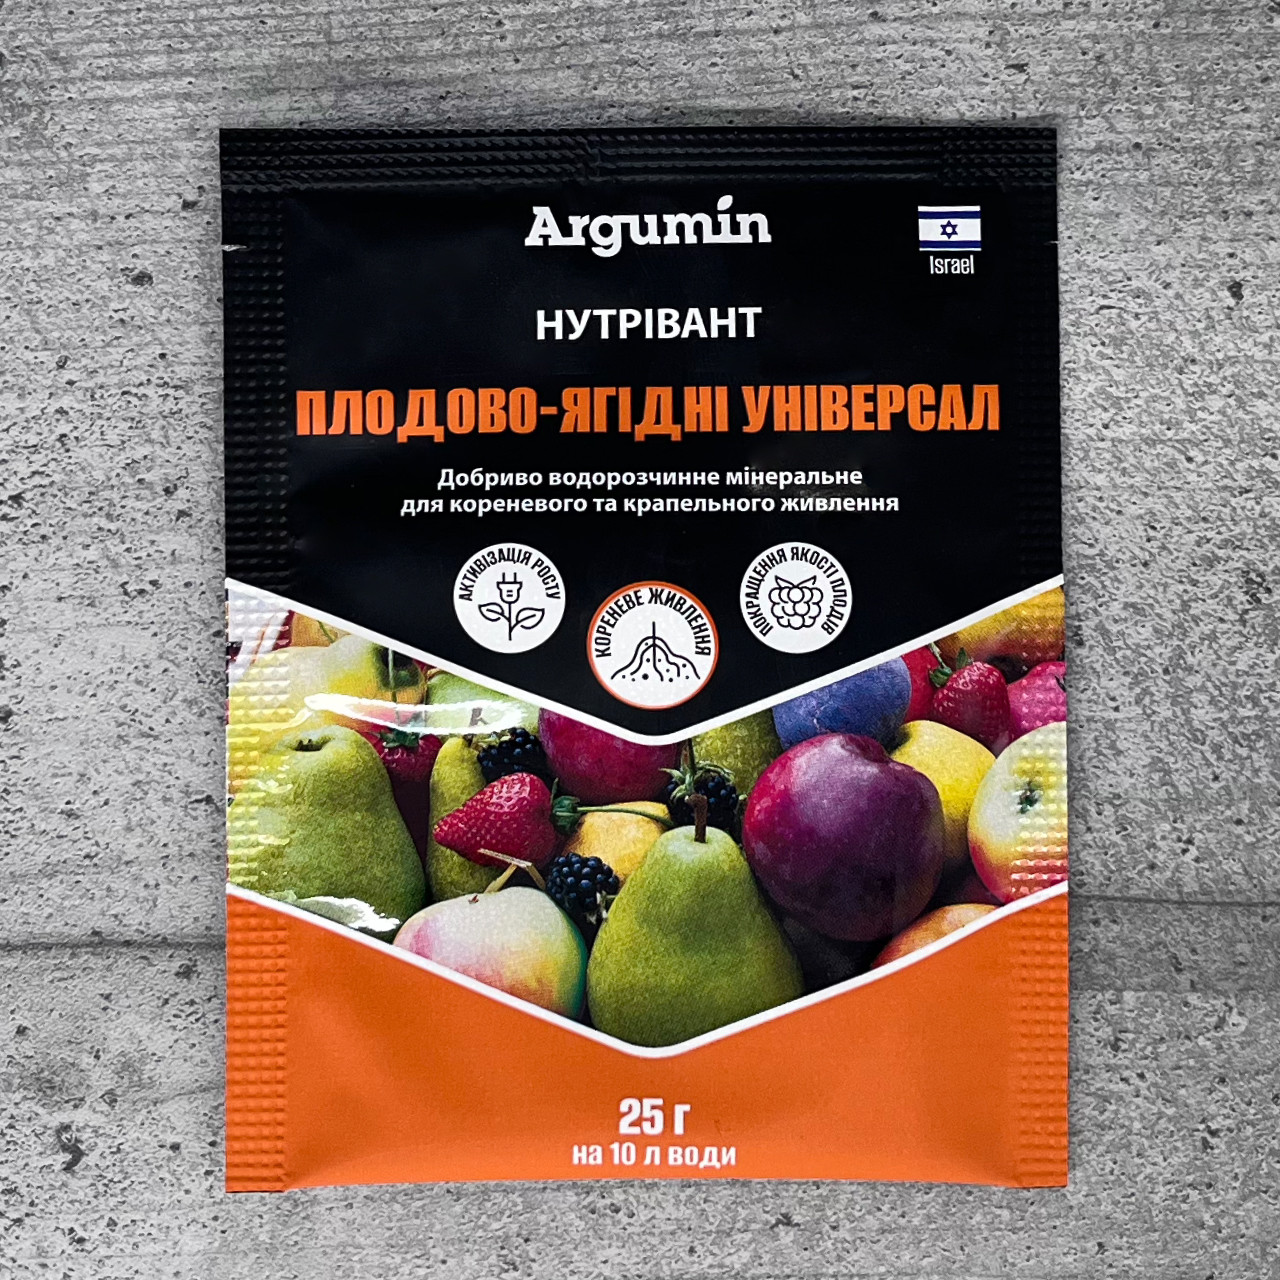 Argumin
Israel
НУТРІВАНТ
ПЛОДОВО-ЯГІДНІ УНІВЕРСАЛ
Добриво водорозчинне мінеральне
для кореневого та крапельного живлення
АКТИВІЗАЦІЯ РОСТУ
КОРЕНЕВЕ ЖИВЛЕННЯ
ПОКРАЩЕННЯ ЯКОСТІ ПЛОДІВ
25 г
на 10 л води